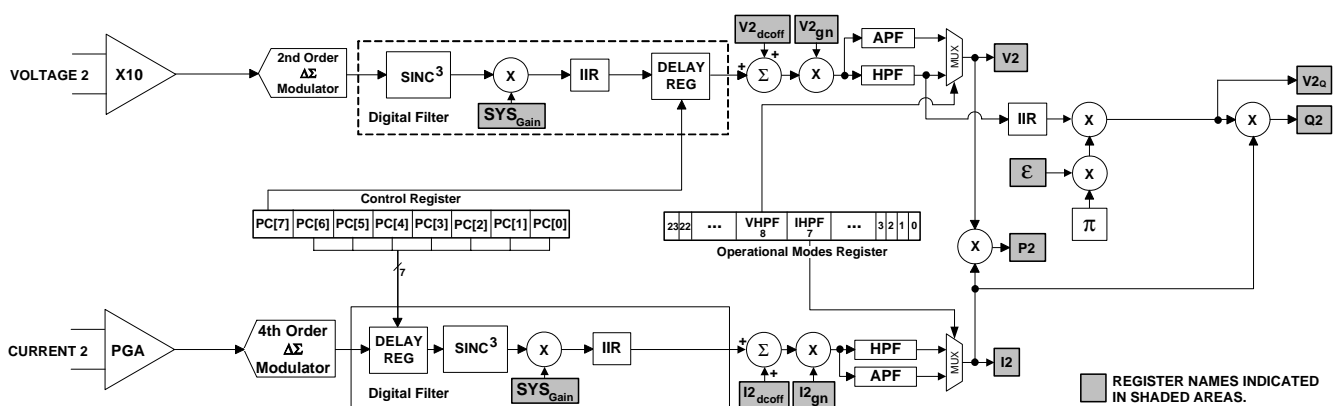 VOLTAGE 2
X10
2nd Order
ΔΣ
Modulator
SINC3
X
SYSGain
IIR
DELAY
REG
Digital Filter
V2dcoff
+
+
Σ
V2gn
X
APF
HPF
MUX
V2
IIR
X
V2Q
X
Q2
ε
X
π
Control Register
PC[7] PC[6] PC[5] PC[4] PC[3] PC[2] PC[1] PC[0]
7
23 22 ... VHPF 8 IHPF 7 ... 3 2 1 0
Operational Modes Register
X
P2
CURRENT 2
PGA
4th Order
ΔΣ
Modulator
DELAY
REG
SINC3
X
SYSGain
IIR
Digital Filter
+
Σ
+
I2dcoff
X
I2gn
HPF
APF
MUX
I2
REGISTER NAMES INDICATED
IN SHADED AREAS.